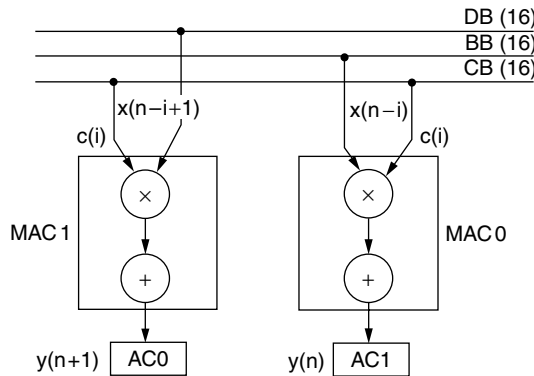 DB (16)
BB (16)
CB (16)
x(n−i+1)
x(n−i)
c(i)
c(i)
MAC 1
×
×
MAC 0
+
+
y(n+1)
AC0
y(n)
AC1